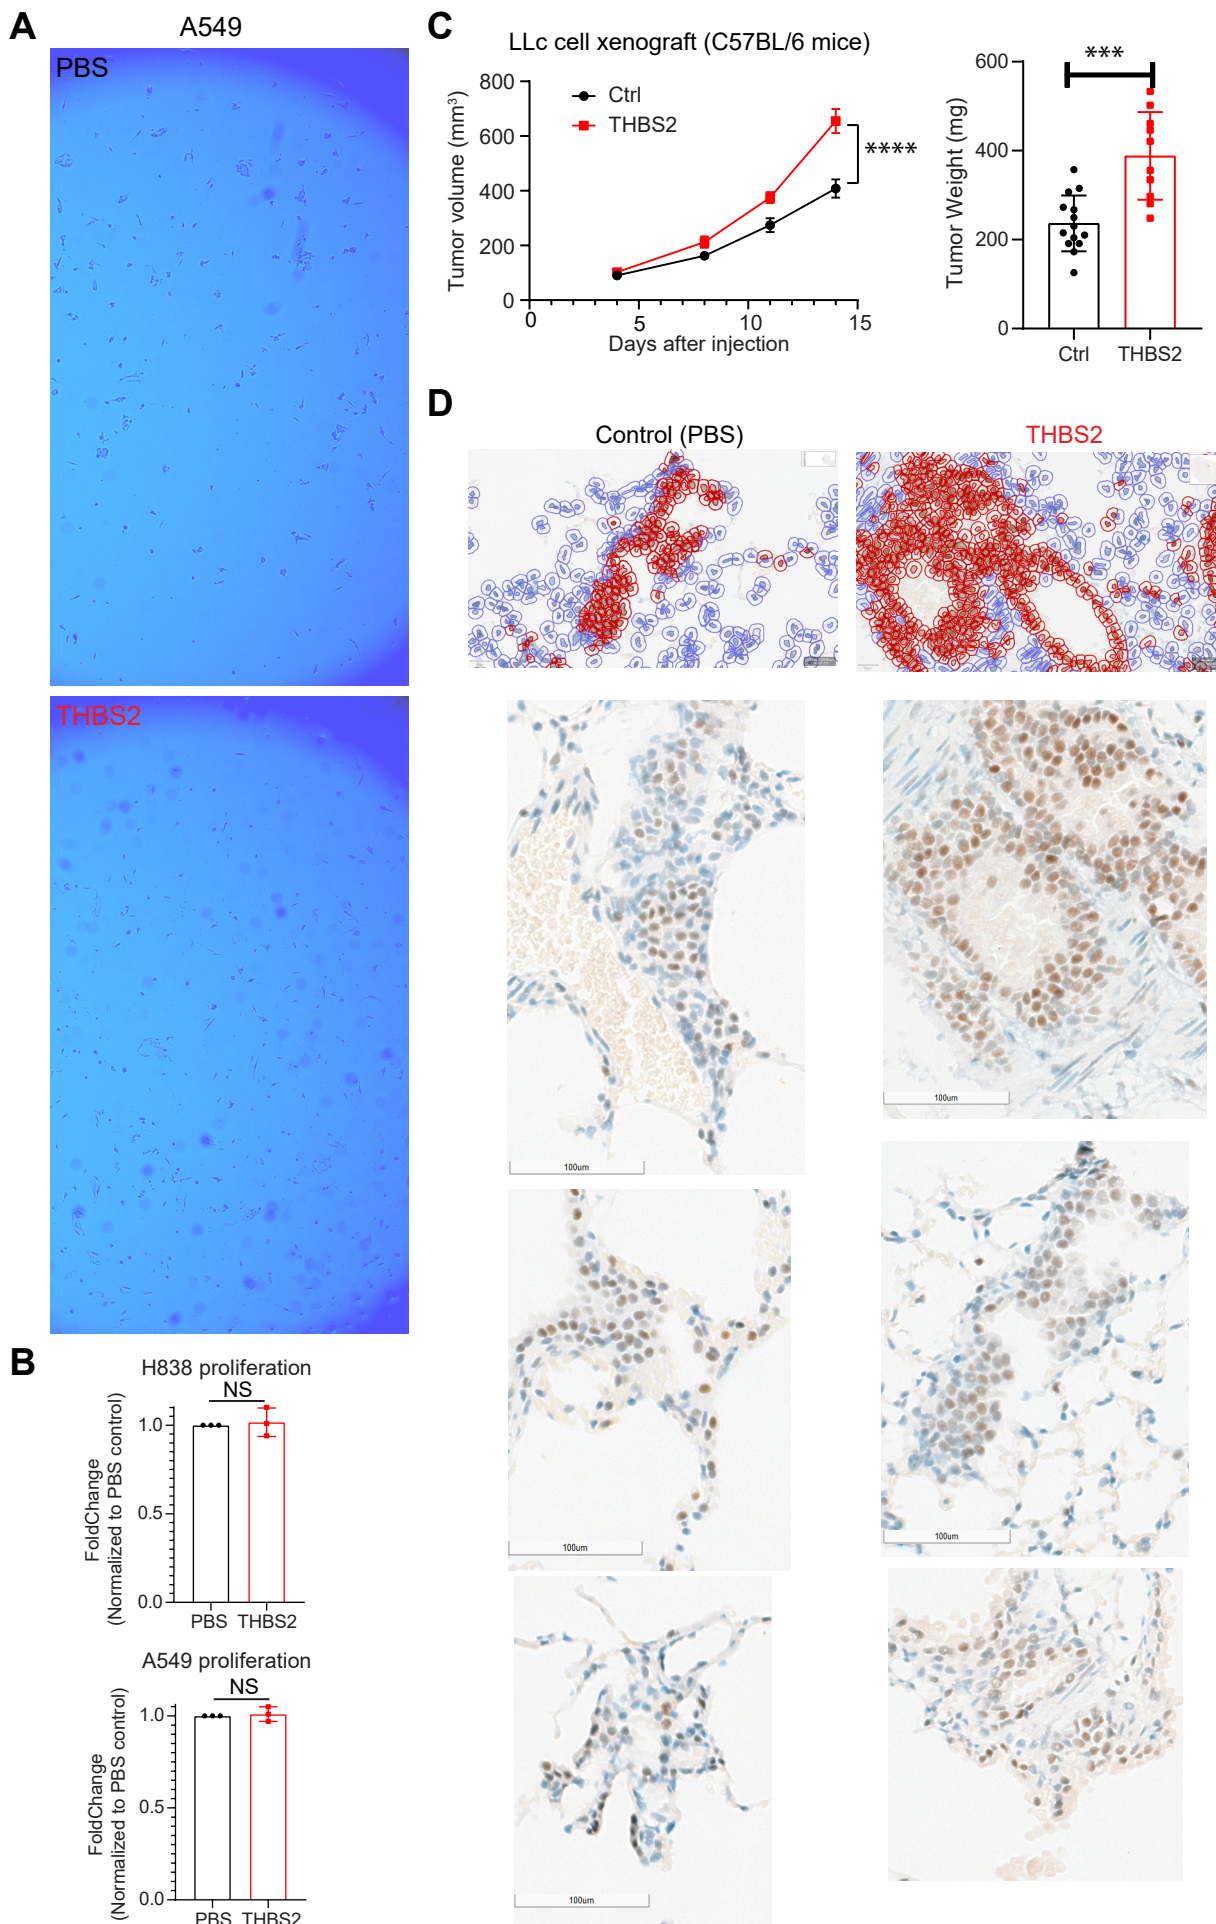 A
A549
PBS
THBS2
B
H838 proliferation
NS
FoldChange
(Normalized to PBS control)
1.0
0.5
0.0
PBS
THBS2
A549 proliferation
NS
FoldChange
(Normalized to PBS control)
1.0
0.5
0.0
PBS
THBS2
C
LLc cell xenograft (C57BL/6 mice)
Ctrl
THBS2
****
Tumor volume (mm³)
800
600
400
200
0
0
5
10
15
Days after injection
***
Tumor Weight (mg)
600
400
200
0
Ctrl
THBS2
D
Control (PBS)
THBS2
100um
100um
100um
100um
100um